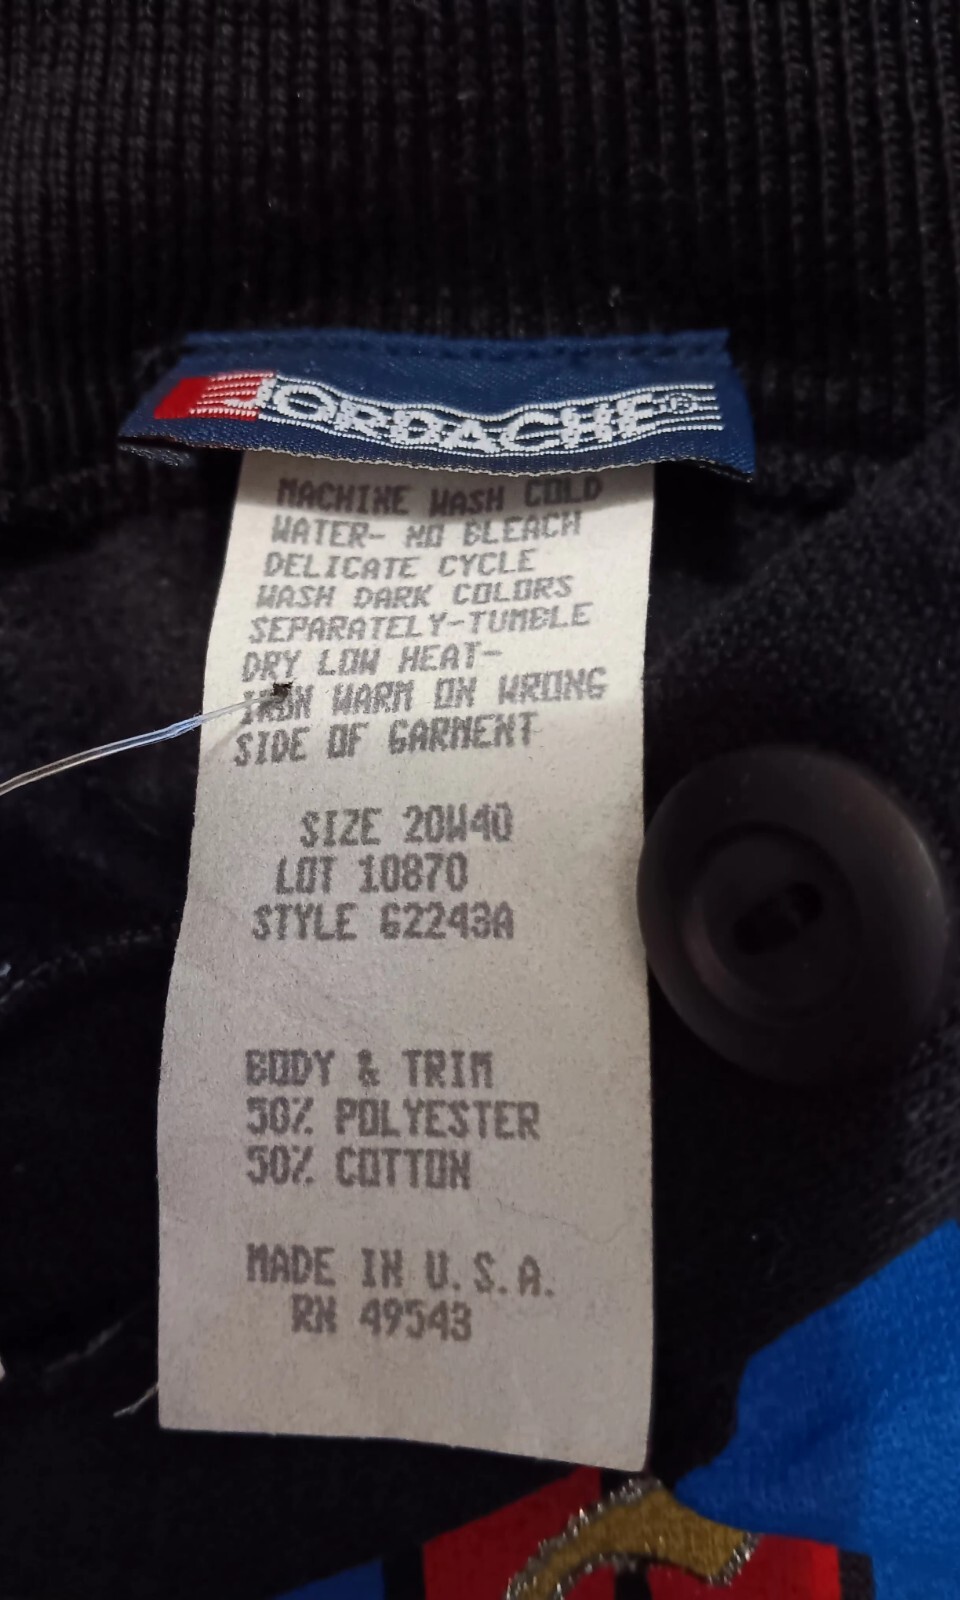 JORDACHE®
MACHINE WASH COLD
WATER- NO BLEACH
DELICATE CYCLE
WASH DARK COLORS
SEPARATELY-TUMBLE
DRY LOW HEAT-
IRON WARM ON WRONG
SIDE OF GARMENT
SIZE 20W40
LOT 10870
STYLE 62243A
BODY & TRIM
50% POLYESTER
50% COTTON
MADE IN U.S.A.
RN 49543